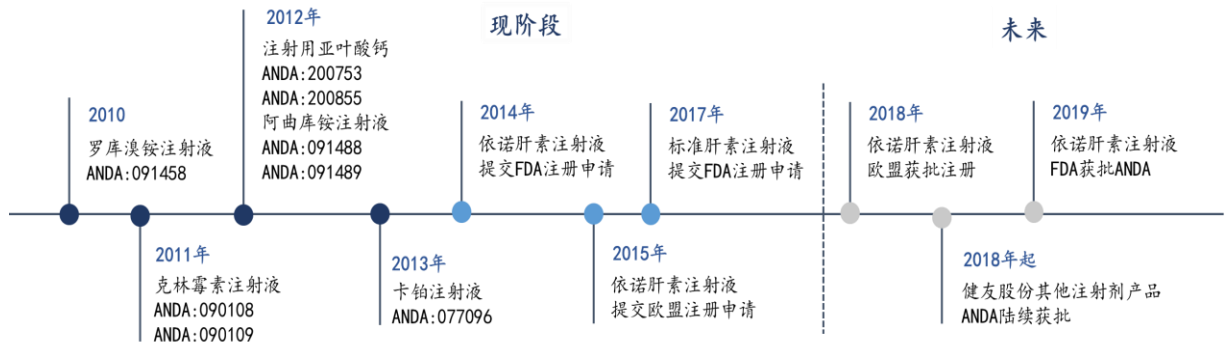 现阶段
未来
2010
罗库溴铵注射液
ANDA:091458
2011年
克林霉素注射液
ANDA:090108
ANDA:090109
2012年
注射用亚叶酸钙
ANDA:200753
ANDA:200855
阿曲库铵注射液
ANDA:091488
ANDA:091489
2013年
卡铂注射液
ANDA:077096
2014年
依诺肝素注射液
提交FDA注册申请
2015年
依诺肝素注射液
提交欧盟注册申请
2017年
标准肝素注射液
提交FDA注册申请
2018年
依诺肝素注射液
欧盟获批注册
2018年起
健友股份其他注射剂产品
ANDA陆续获批
2019年
依诺肝素注射液
FDA获批ANDA